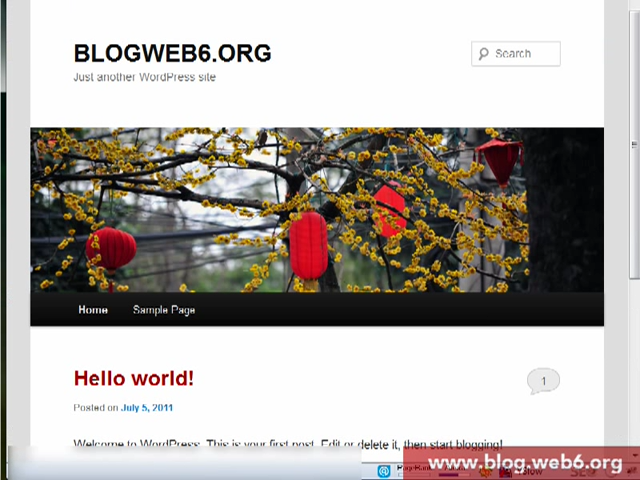 BLOGWEB6.ORG
Search
Just another WordPress site
Home
Sample Page
Hello world!
1
Posted on July 5, 2011
Welcome to WordPress. This is your first post. Edit or delete it, then start blogging!
www.blog.web6.org